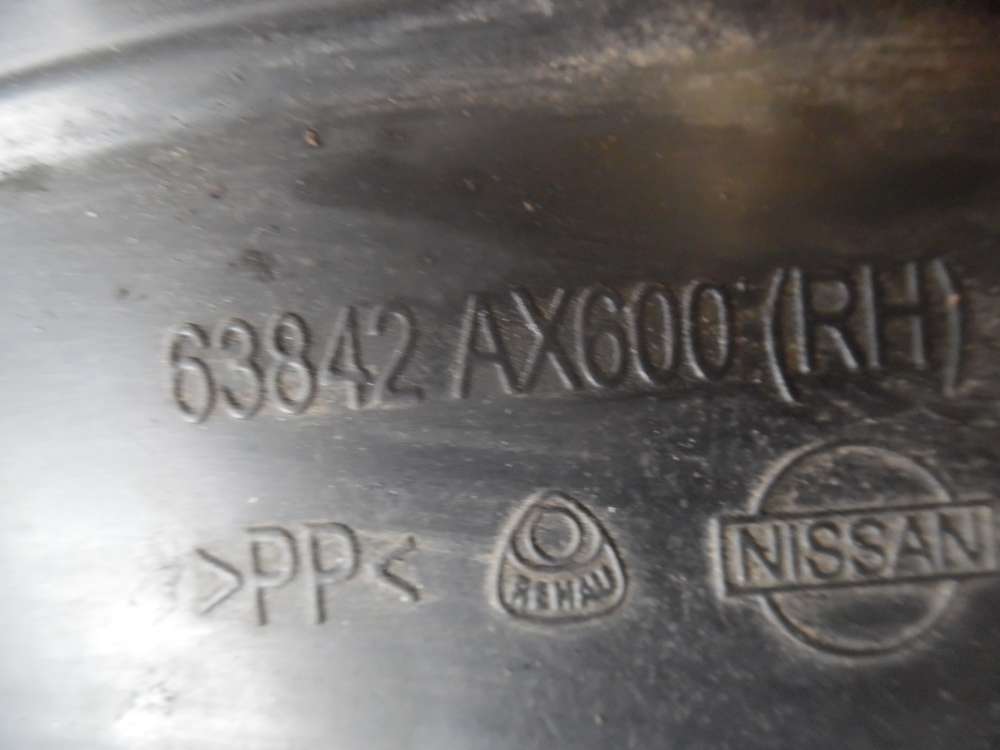 63842 AX600 (RH)
>PP< REHAU NISSAN